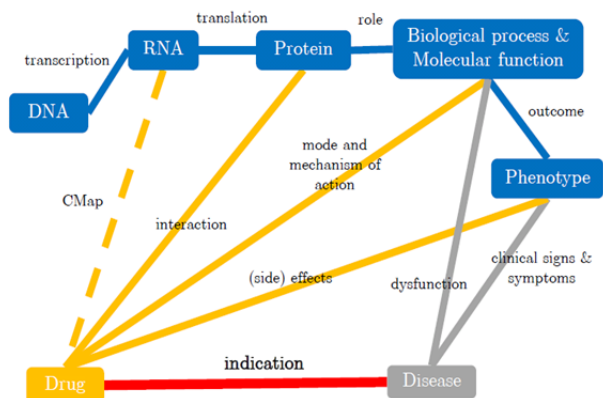 translation
role
RNA
Protein
Biological process &
Molecular function
transcription
DNA
outcome
mode and
mechanism of
action
Phenotype
CMap
interaction
clinical signs &
symptoms
(side) effects
dysfunction
indication
Drug
Disease